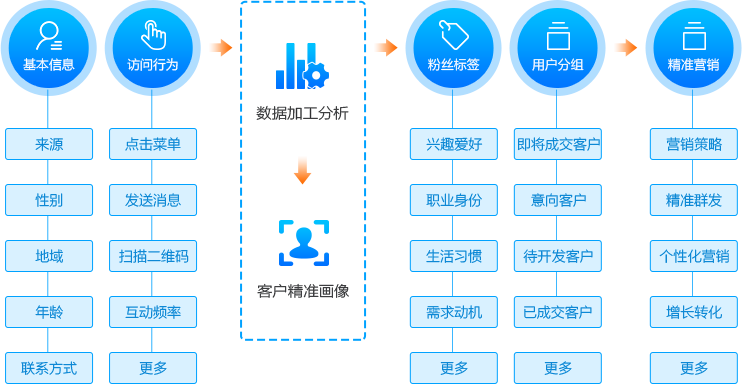 基本信息
来源
性别
地域
年龄
联系方式
访问行为
点击菜单
发送消息
扫描二维码
互动频率
更多
数据加工分析
客户精准画像
粉丝标签
兴趣爱好
职业身份
生活习惯
需求动机
更多
用户分组
即将成交客户
意向客户
待开发客户
已成交客户
更多
精准营销
营销策略
精准群发
个性化营销
增长转化
更多